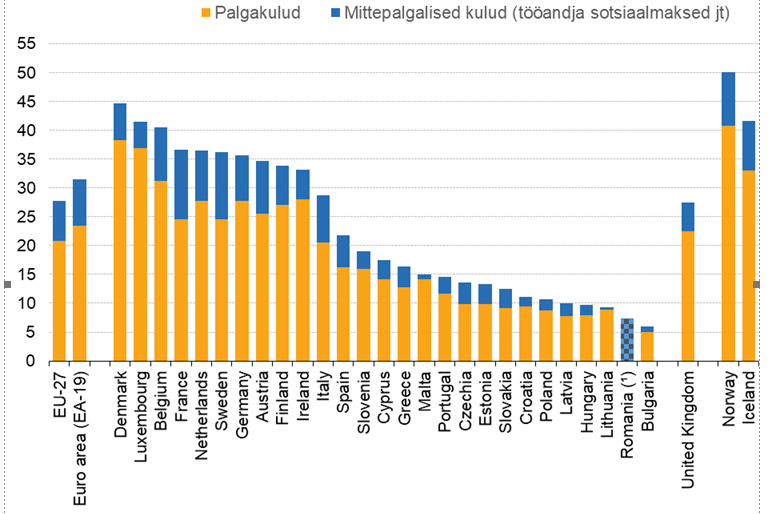 Palgakulud Mittepalgalised kulud (tööandja sotsiaalmaksed jt)
55
50
45
40
35
30
25
20
15
10
5
0
EU-27
Euro area (EA-19)
Denmark
Luxembourg
Belgium
France
Netherlands
Sweden
Germany
Austria
Finland
Ireland
Italy
Spain
Slovenia
Cyprus
Greece
Malta
Portugal
Czechia
Estonia
Slovakia
Croatia
Poland
Latvia
Hungary
Lithuania
Romania (¹)
Bulgaria
United Kingdom
Norway
Iceland